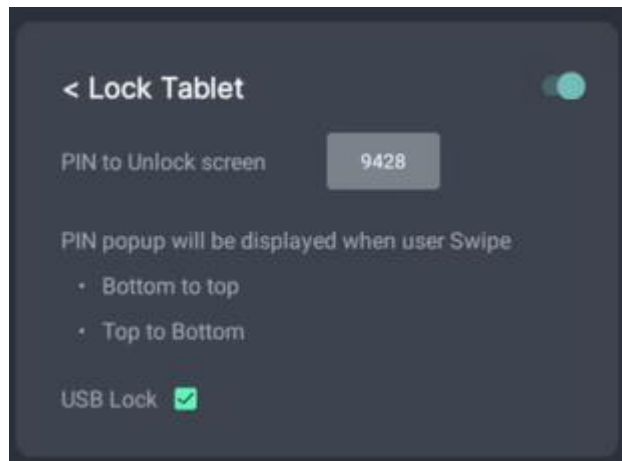 < Lock Tablet
PIN to Unlock screen 9428
PIN popup will be displayed when user Swipe
• Bottom to top
• Top to Bottom
USB Lock